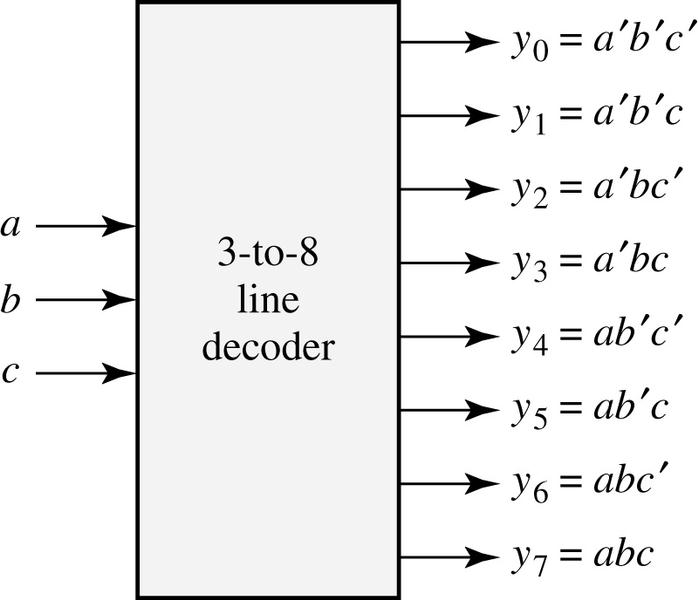 a
b
c
3-to-8
line
decoder
y₀ = a′b′c′
y₁ = a′b′c
y₂ = a′bc′
y₃ = a′bc
y₄ = ab′c′
y₅ = ab′c
y₆ = abc′
y₇ = abc